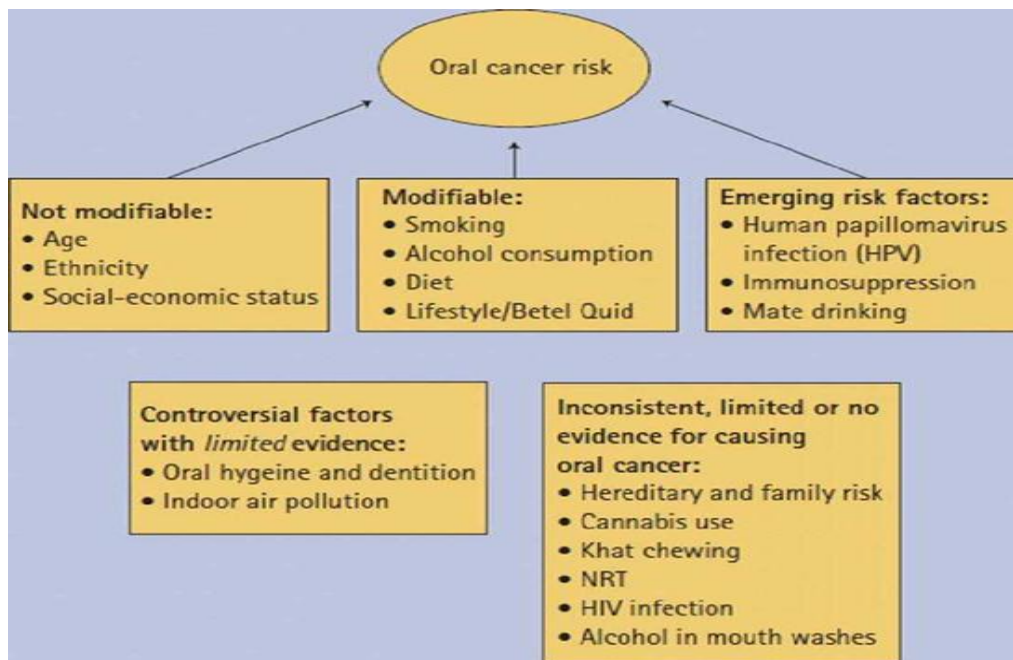 Oral cancer risk
Not modifiable:
• Age
• Ethnicity
• Social-economic status
Modifiable:
• Smoking
• Alcohol consumption
• Diet
• Lifestyle/Betel Quid
Emerging risk factors:
• Human papillomavirus
infection (HPV)
• Immunosuppression
• Mate drinking
Controversial factors
with limited evidence:
• Oral hygeine and dentition
• Indoor air pollution
Inconsistent, limited or no
evidence for causing
oral cancer:
• Hereditary and family risk
• Cannabis use
• Khat chewing
• NRT
• HIV infection
• Alcohol in mouth washes